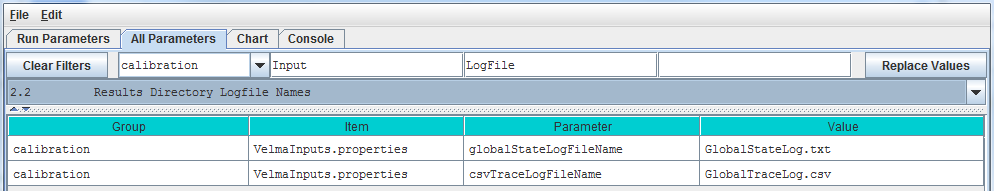 File Edit
Run Parameters All Parameters Chart Console
Clear Filters calibration Input LogFile Replace Values
2.2 Results Directory Logfile Names
Group Item Parameter Value
calibration VelmaInputs.properties globalStateLogFileName GlobalStateLog.txt
calibration VelmaInputs.properties csvTraceLogFileName GlobalTraceLog.csv